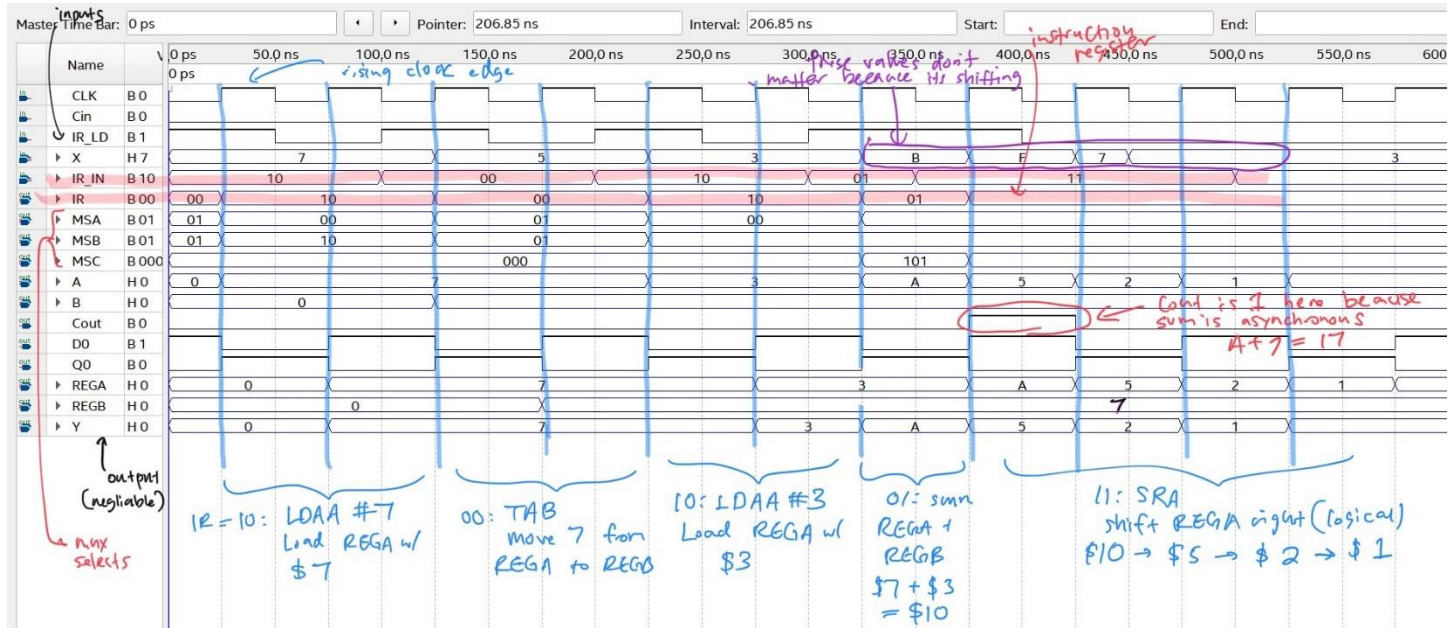 inputs
Master Time Bar: 0 ps Pointer: 206.85 ns Interval: 206.85 ns Start: End:
instruction
register
Name 0 ps 50.0 ns 100.0 ns 150.0 ns 200.0 ns 250.0 ns 300.0 ns 350.0 ns 400.0 ns 450.0 ns 500.0 ns 550.0 ns 600
0 ps
rising clock edge
these values don't
matter because its shifting
CLK B 0
Cin B 0
IR_LD B 1
X H 7 7 5 3 B F 7 3
IR_IN B 10 10 00 10 01 11
IR B 00 00 10 00 10 01
MSA B 01 01 00 01 00
MSB B 01 01 10 01
MSC B 000 000 101
A H 0 0 7 3 A 5 2 1
B H 0 0
Cout B 0
Cout is 1 here because
sum is asynchronous
A+7 = 17
D0 B 1
Q0 B 0
REGA H 0 0 7 3 A 5 2 1
REGB H 0 0 7 7
Y H 0 0 7 3 A 5 2 1
output
(negliable)
mux
selects
IR = 10: LDAA #7
Load REGA w/
$7
00: TAB
move 7 from
REGA to REGB
10: LDAA #3
Load REGA w/
$3
01: sum
REGA +
REGB
$7 + $3
= $10
11: SRA
shift REGA right (logical)
$10 → $5 → $2 → $1